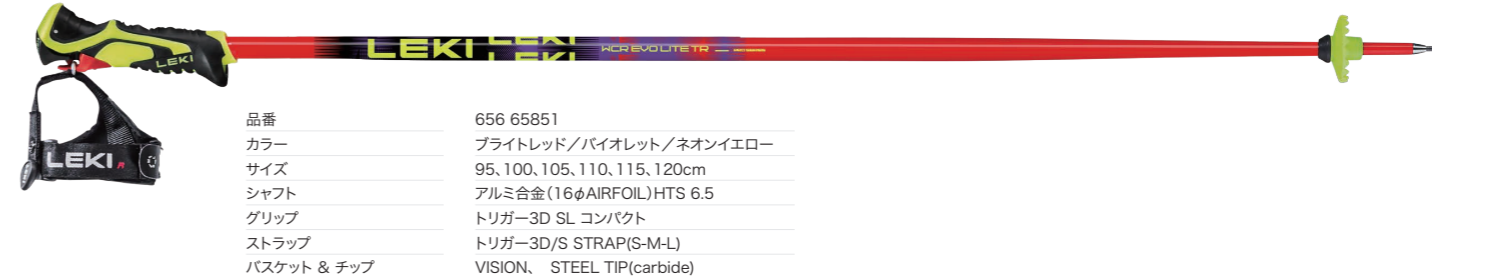 LEKI LEKI WCR EVO LITE TR
LEKI
LEKI
LEKI
品番 656 65851
カラー ブライトレッド／バイオレット／ネオンイエロー
サイズ 95、100、105、110、115、120cm
シャフト アルミ合金（16φAIRFOIL）HTS 6.5
グリップ トリガー3D SL コンパクト
ストラップ トリガー3D/S STRAP(S-M-L)
バスケット & チップ VISION、 STEEL TIP(carbide)